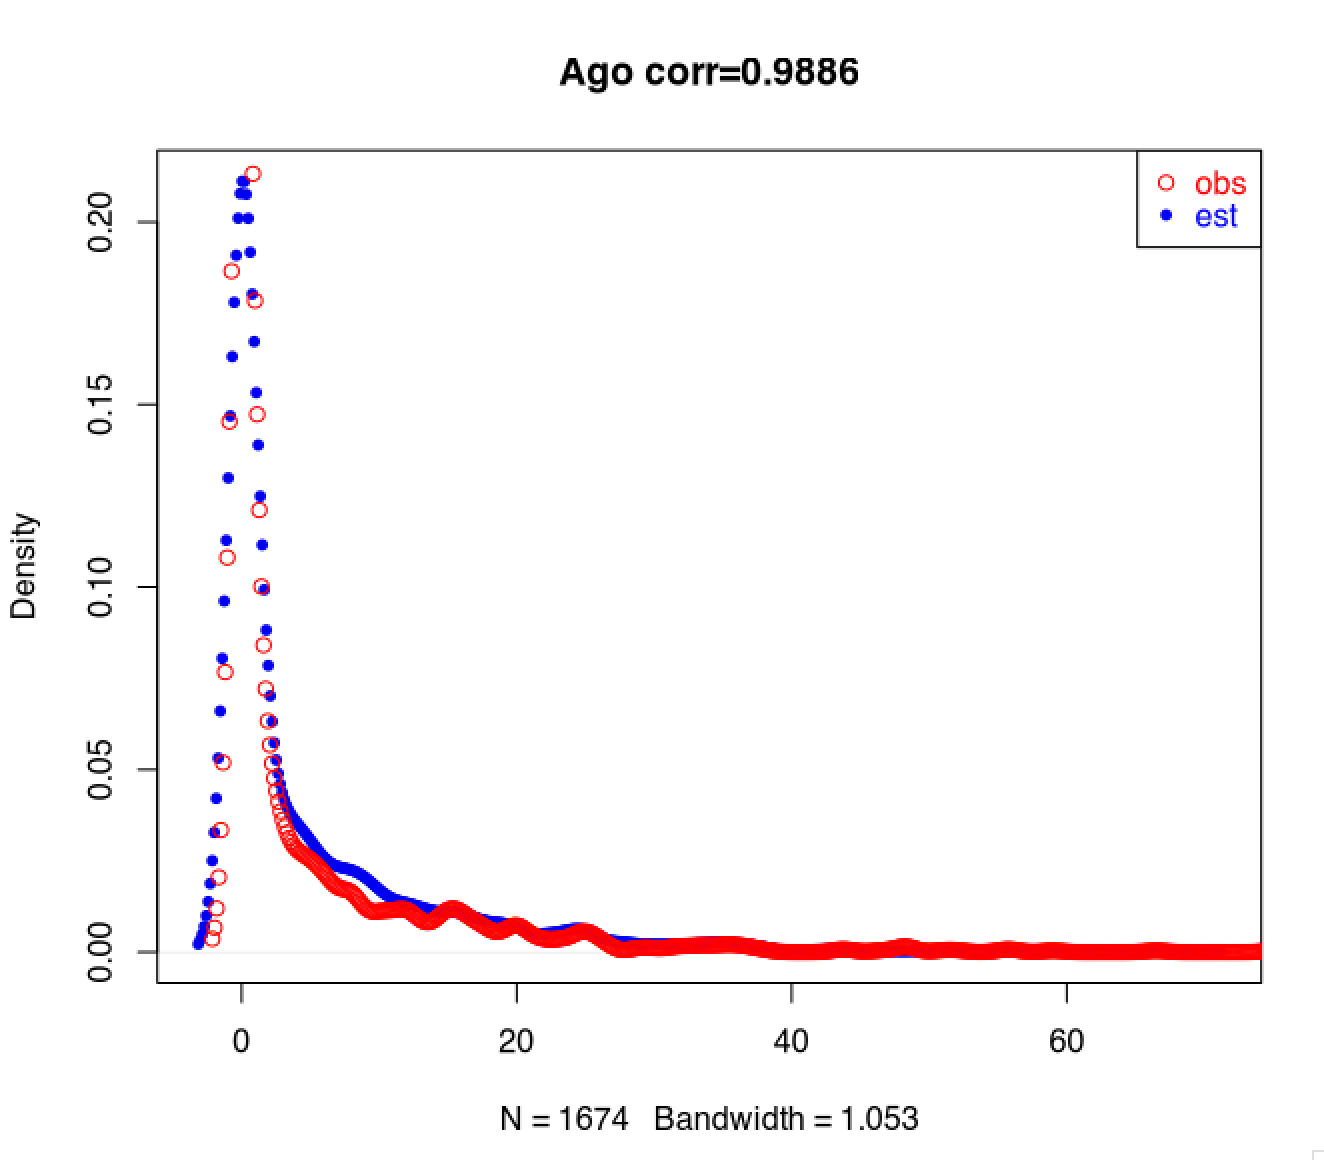 Ago corr=0.9886
obs
est
0.20
0.15
0.10
0.05
0.00
Density
0 20 40 60
N = 1674 Bandwidth = 1.053